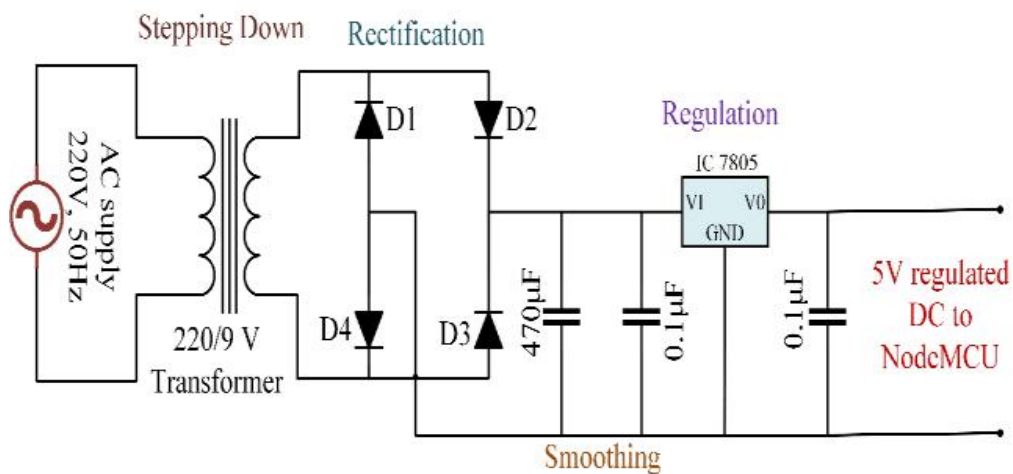 Stepping Down
Rectification
AC supply
220V, 50Hz
D1
D2
D4
D3
220/9 V
Transformer
Regulation
IC 7805
VI
V0
GND
470µF
0.1µF
0.1µF
5V regulated
DC to
NodeMCU
Smoothing